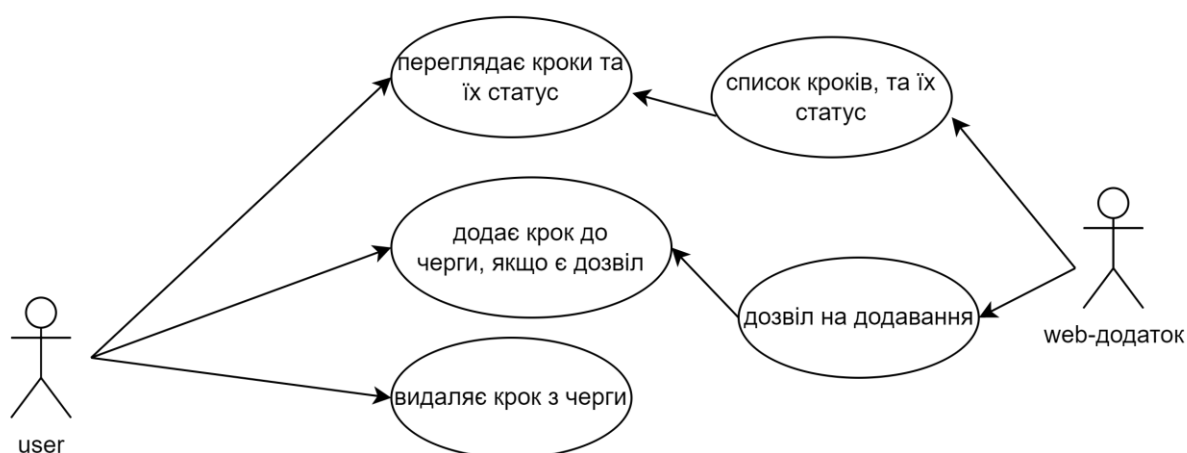 переглядає кроки та
їх статус
список кроків, та їх
статус
додає крок до
черги, якщо є дозвіл
дозвіл на додавання
web-додаток
видаляє крок з черги
user